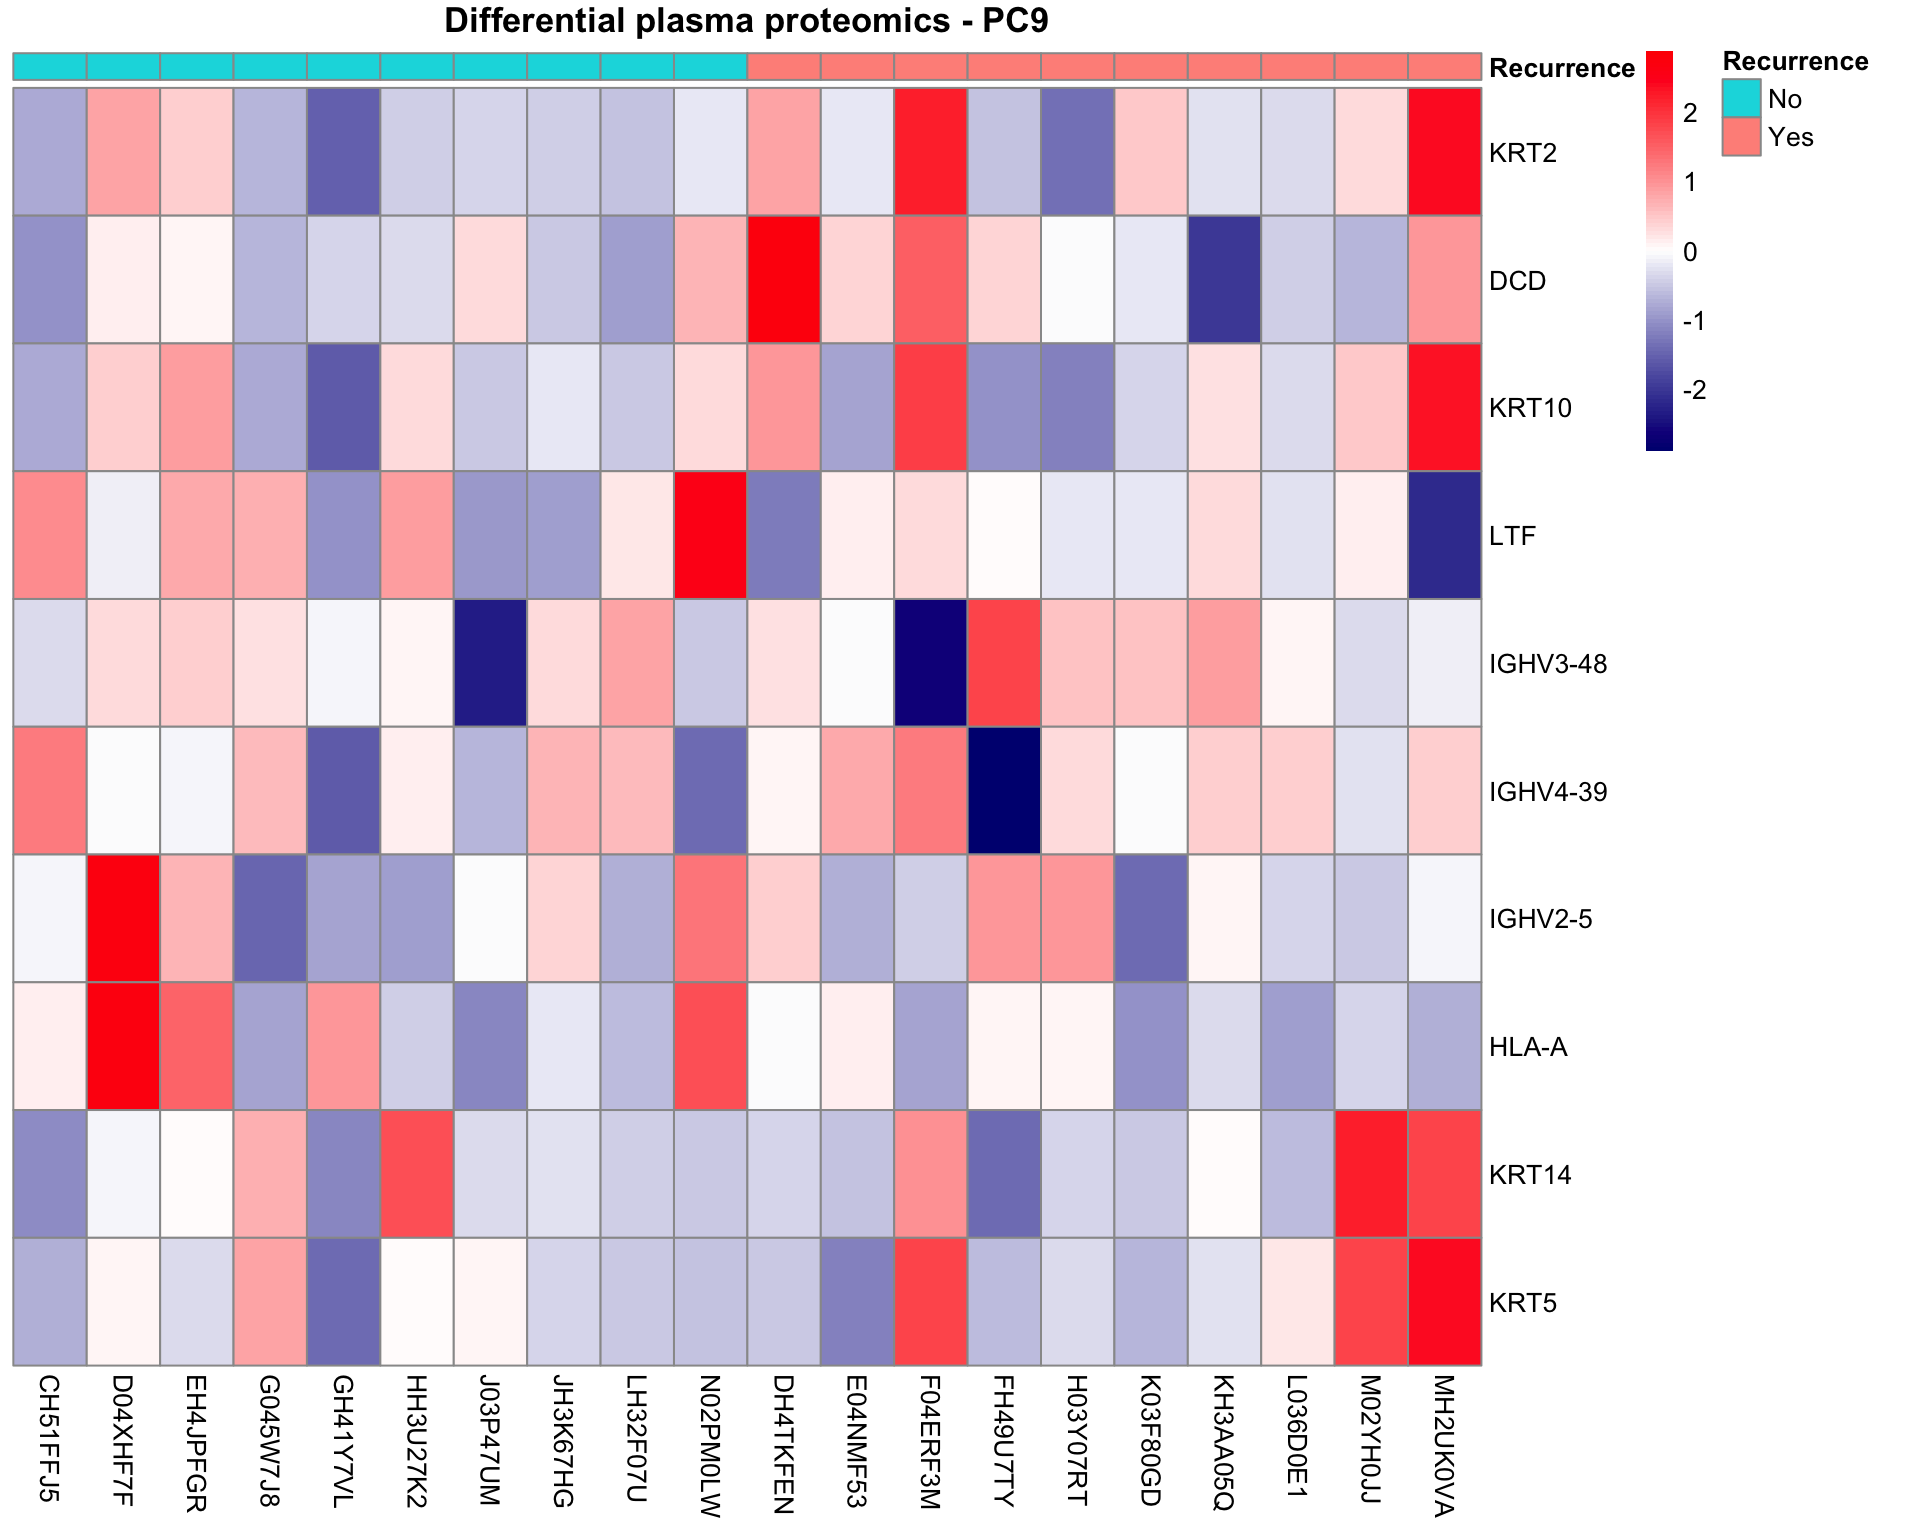 Differential plasma proteomics - PC9
Recurrence
KRT2
DCD
KRT10
LTF
IGHV3-48
IGHV4-39
IGHV2-5
HLA-A
KRT14
KRT5
2
1
0
-1
-2
Recurrence
No
Yes
CH51FFJ5
D04XHF7F
EH4JPFGR
G045W7J8
GH41Y7VL
HH3U27K2
J03P47UM
JH3K67HG
LH32F07U
N02PM0LW
DH4TKFEN
E04NMF53
F04ERF3M
FH49U7TY
H03Y07RT
K03F80GD
KH3AA05Q
L036D0E1
M02YH0JJ
MH2UK0VA